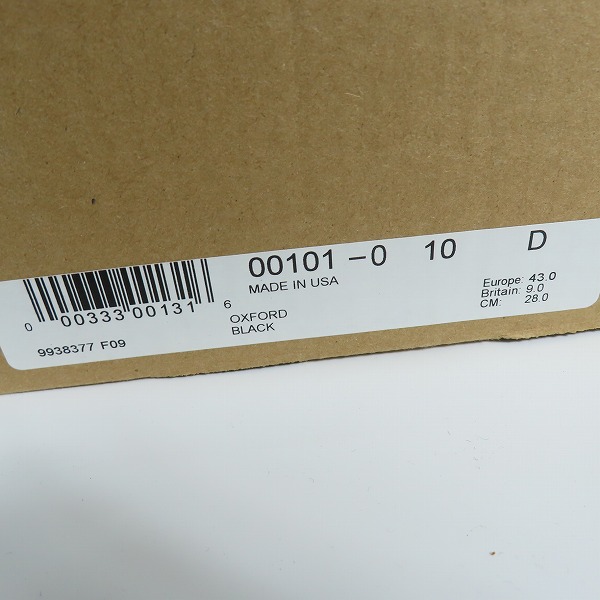 00101-0 10 D
MADE IN USA
0 00333 00131 6
OXFORD
BLACK
9938377 F09
Europe: 43.0
Britain: 9.0
CM: 28.0